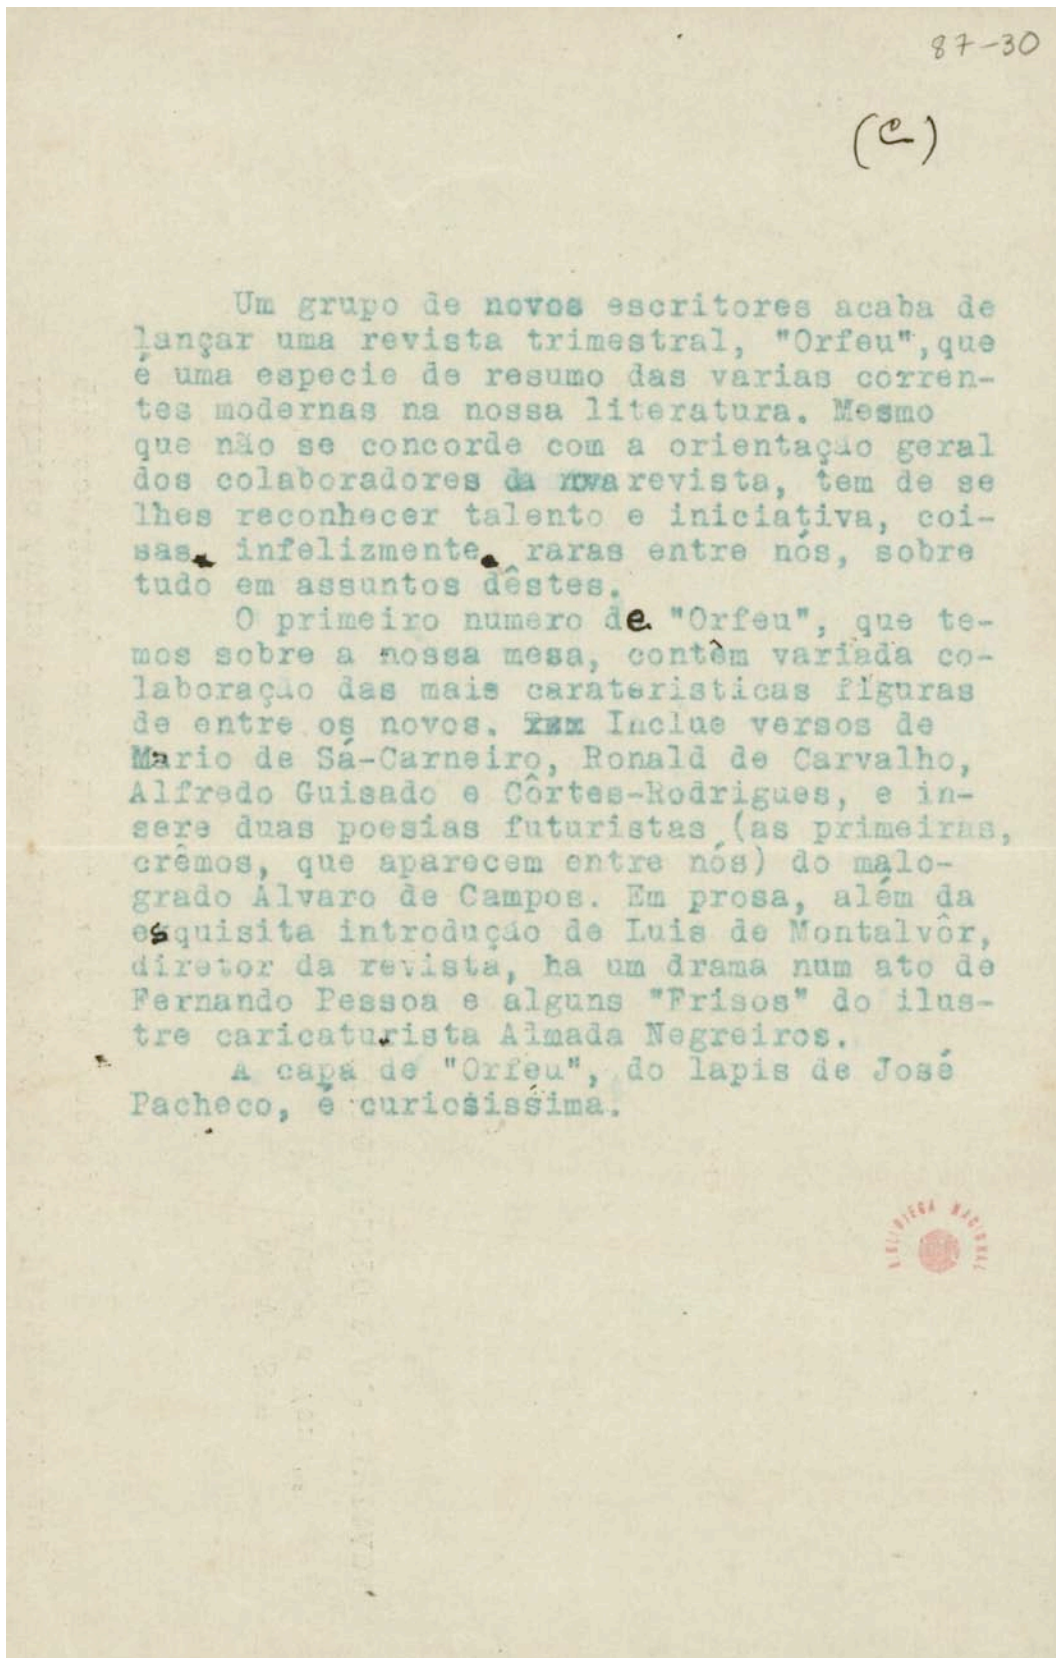 87-30
(c)
Um grupo de novos escritores acaba de
lançar uma revista trimestral, "Orfeu", que
é uma especie de resumo das varias corren-
tes modernas na nossa literatura. Mesmo
que não se concorde com a orientação geral
dos colaboradores da nova revista, tem de se
lhes reconhecer talento e iniciativa, coi-
sas, infelizmente, raras entre nós, sobre
tudo em assuntos dêstes.
O primeiro numero de "Orfeu", que te-
mos sobre a nossa mesa, contêm variada co-
laboração das mais carateristicas figuras
de entre os novos. Inclue versos de
Mario de Sá-Carneiro, Ronald de Carvalho,
Alfredo Guisado e Côrtes-Rodrigues, e in-
sere duas poesias futuristas (as primeiras,
crêmos, que aparecem entre nós) do malo-
grado Alvaro de Campos. Em prosa, além da
esquisita introdução de Luis de Montalvôr,
diretor da revista, ha um drama num ato de
Fernando Pessoa e alguns "Frisos" do ilus-
tre caricaturista Almada Negreiros.
A capa de "Orfeu", do lapis de José
Pacheco, é curiosissima.
BIBLIOTECA NACIONAL